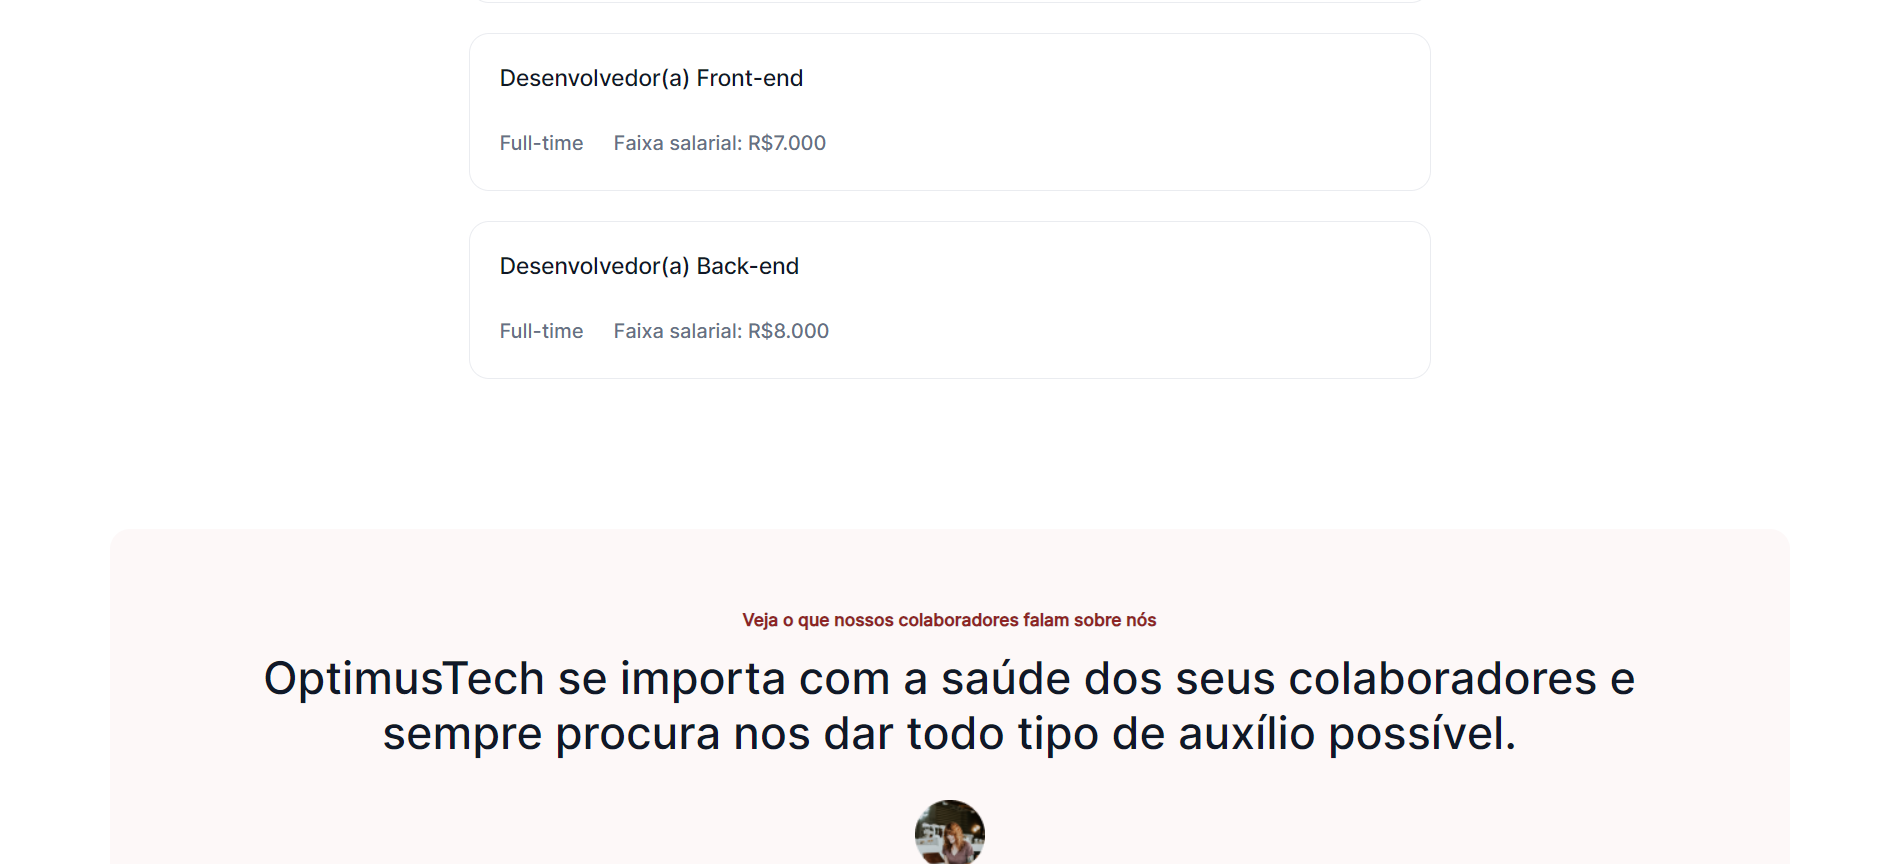 Desenvolvedor(a) Front-end
Full-time Faixa salarial: R$7.000
Desenvolvedor(a) Back-end
Full-time Faixa salarial: R$8.000
Veja o que nossos colaboradores falam sobre nós
OptimusTech se importa com a saúde dos seus colaboradores e
sempre procura nos dar todo tipo de auxílio possível.